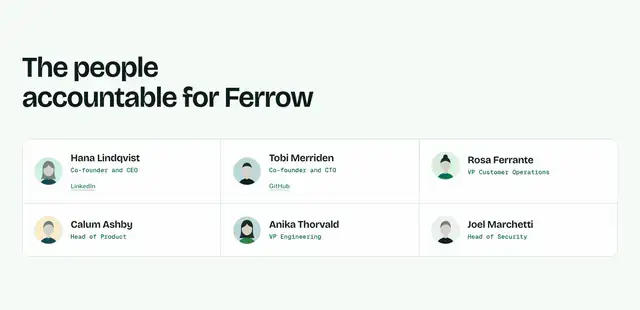 The people
accountable for Ferrow
Hana Lindqvist
Co-founder and CEO
LinkedIn
Tobi Merriden
Co-founder and CTO
GitHub
Rosa Ferrante
VP Customer Operations
Calum Ashby
Head of Product
Anika Thorvald
VP Engineering
Joel Marchetti
Head of Security